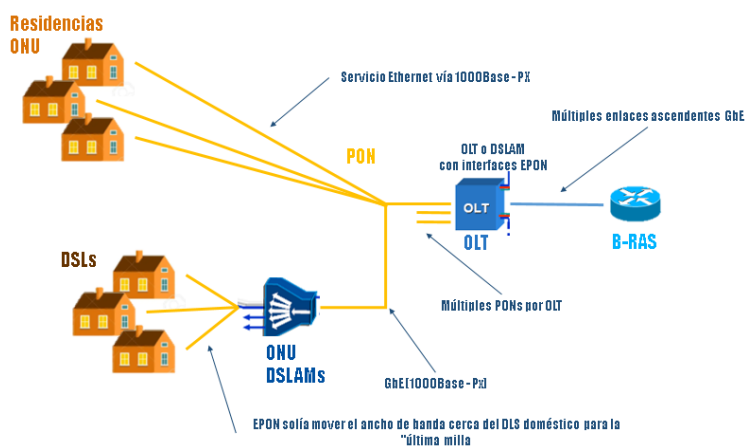 Residencias
ONU
Servicio Ethernet vía 1000Base-PX
Múltiples enlaces ascendentes GbE
PON
OLT o DSLAM
con interfaces EPON
OLT
OLT
B-RAS
DSLs
Múltiples PONs por OLT
ONU
DSLAMs
GbE[1000Base-Px]
EPON solía mover el ancho de banda cerca del DLS doméstico para la
"última milla